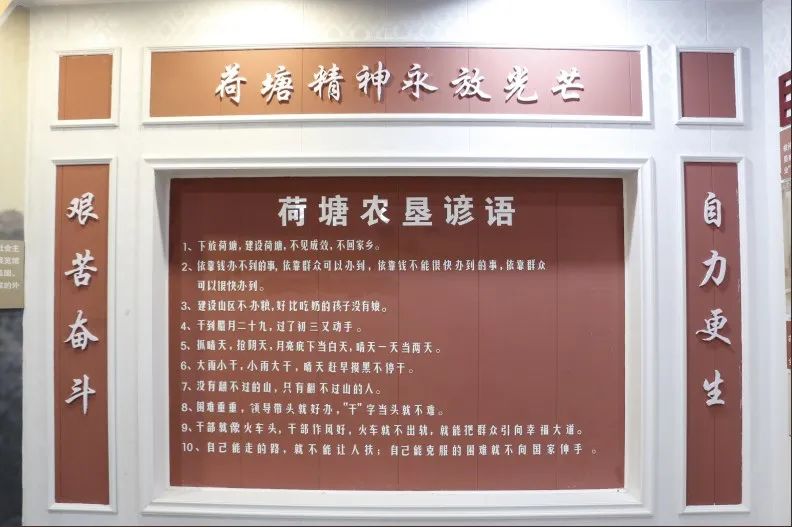 荷塘精神永放光芒
艰苦奋斗
荷塘农垦谚语
1、下放荷塘，建设荷塘，不见成效，不回家乡。
2、依靠钱办不到的事，依靠群众可以办到，依靠钱不能很快办到的事，依靠群众
可以很快办到。
3、建设山区不办粮，好比吃奶的孩子没有娘。
4、干到腊月二十九，过了初三又动手。
5、抓晴天，抢阴天，月亮底下当白天，晴天一天当两天。
6、大雨小干，小雨大干，晴天赶早摸黑不停干。
7、没有翻不过的山，只有翻不过山的人。
8、困难重重，领导带头就好办，“干”字当头就不难。
9、干部就像火车头，干部作风好，火车就不出轨，就能把群众引向幸福大道。
10、自己能走的路，就不能让人扶；自己能克服的困难就不向国家伸手。
自力更生